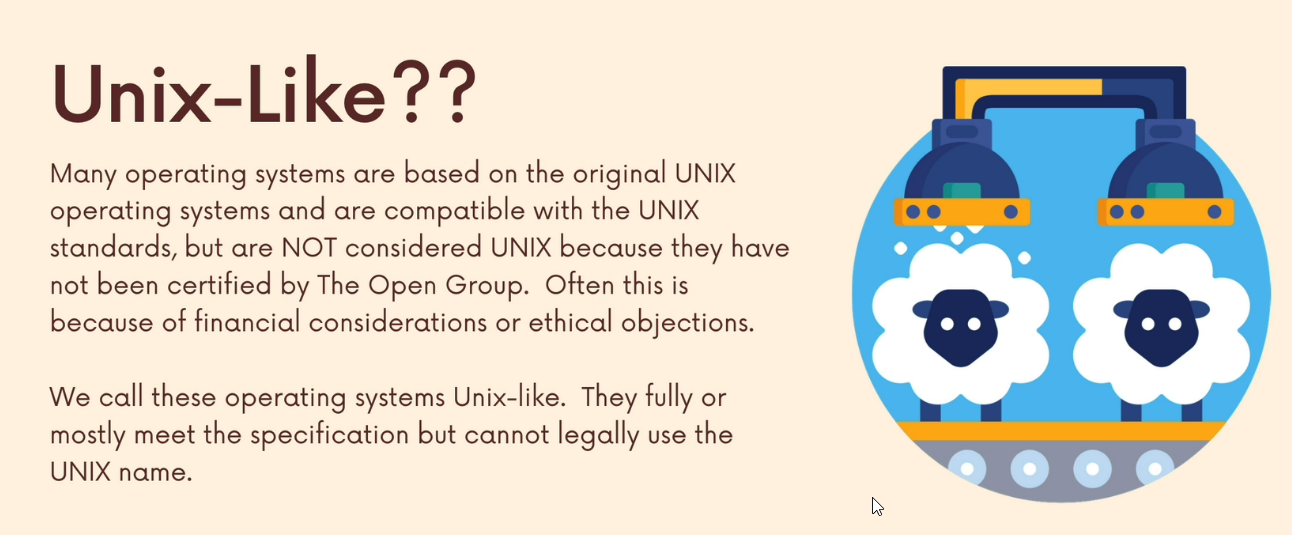 Unix-Like??
Many operating systems are based on the original UNIX
operating systems and are compatible with the UNIX
standards, but are NOT considered UNIX because they have
not been certified by The Open Group.  Often this is
because of financial considerations or ethical objections.
We call these operating systems Unix-like.  They fully or
mostly meet the specification but cannot legally use the
UNIX name.